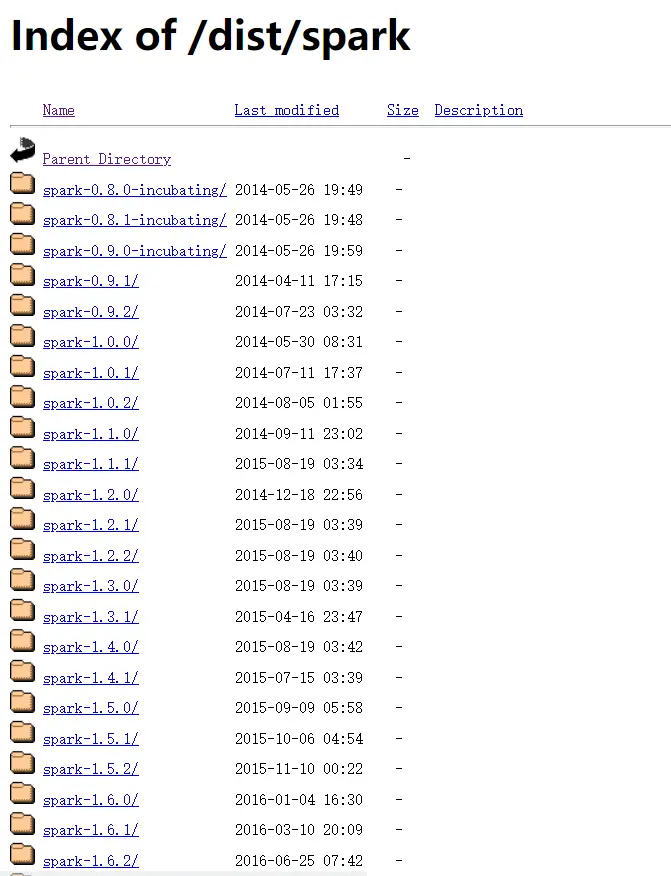 Index of /dist/spark
Name Last modified Size Description
Parent Directory -
spark-0.8.0-incubating/ 2014-05-26 19:49 -
spark-0.8.1-incubating/ 2014-05-26 19:48 -
spark-0.9.0-incubating/ 2014-05-26 19:59 -
spark-0.9.1/ 2014-04-11 17:15 -
spark-0.9.2/ 2014-07-23 03:32 -
spark-1.0.0/ 2014-05-30 08:31 -
spark-1.0.1/ 2014-07-11 17:37 -
spark-1.0.2/ 2014-08-05 01:55 -
spark-1.1.0/ 2014-09-11 23:02 -
spark-1.1.1/ 2015-08-19 03:34 -
spark-1.2.0/ 2014-12-18 22:56 -
spark-1.2.1/ 2015-08-19 03:39 -
spark-1.2.2/ 2015-08-19 03:40 -
spark-1.3.0/ 2015-08-19 03:39 -
spark-1.3.1/ 2015-04-16 23:47 -
spark-1.4.0/ 2015-08-19 03:42 -
spark-1.4.1/ 2015-07-15 03:39 -
spark-1.5.0/ 2015-09-09 05:58 -
spark-1.5.1/ 2015-10-06 04:54 -
spark-1.5.2/ 2015-11-10 00:22 -
spark-1.6.0/ 2016-01-04 16:30 -
spark-1.6.1/ 2016-03-10 20:09 -
spark-1.6.2/ 2016-06-25 07:42 -